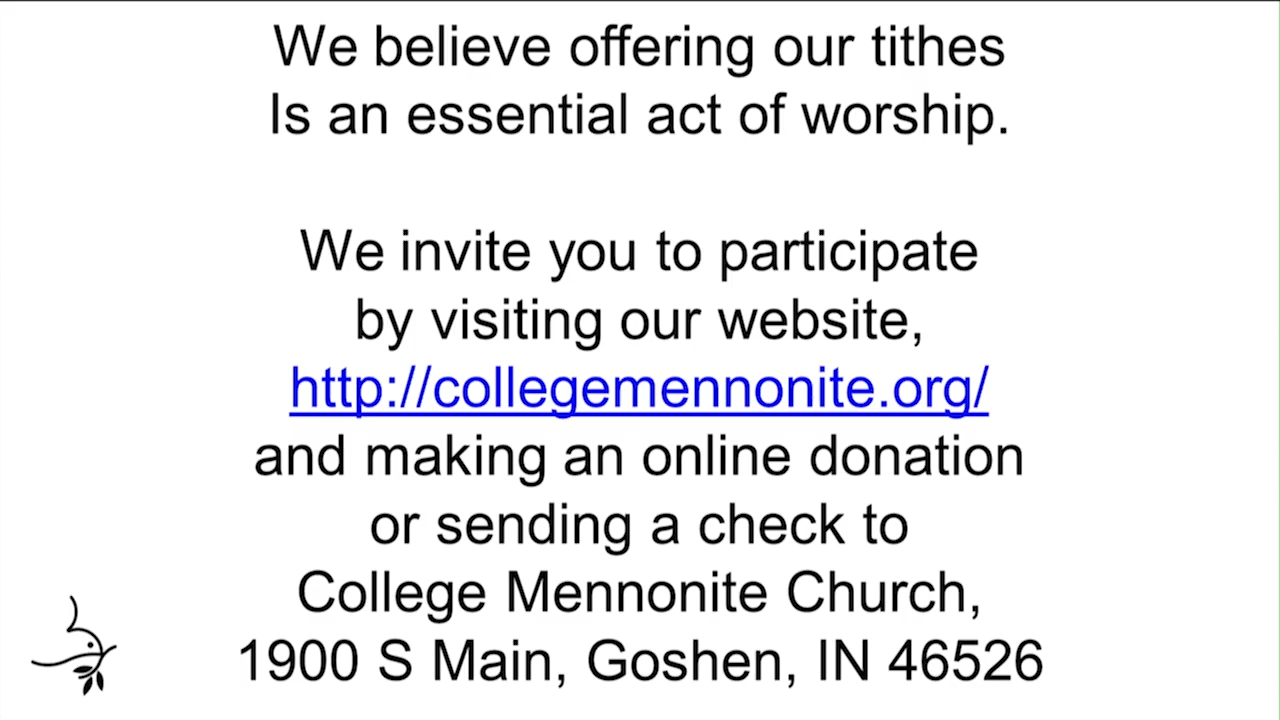 We believe offering our tithes
Is an essential act of worship.
We invite you to participate
by visiting our website,
http://collegemennonite.org/
and making an online donation
or sending a check to
College Mennonite Church,
1900 S Main, Goshen, IN 46526